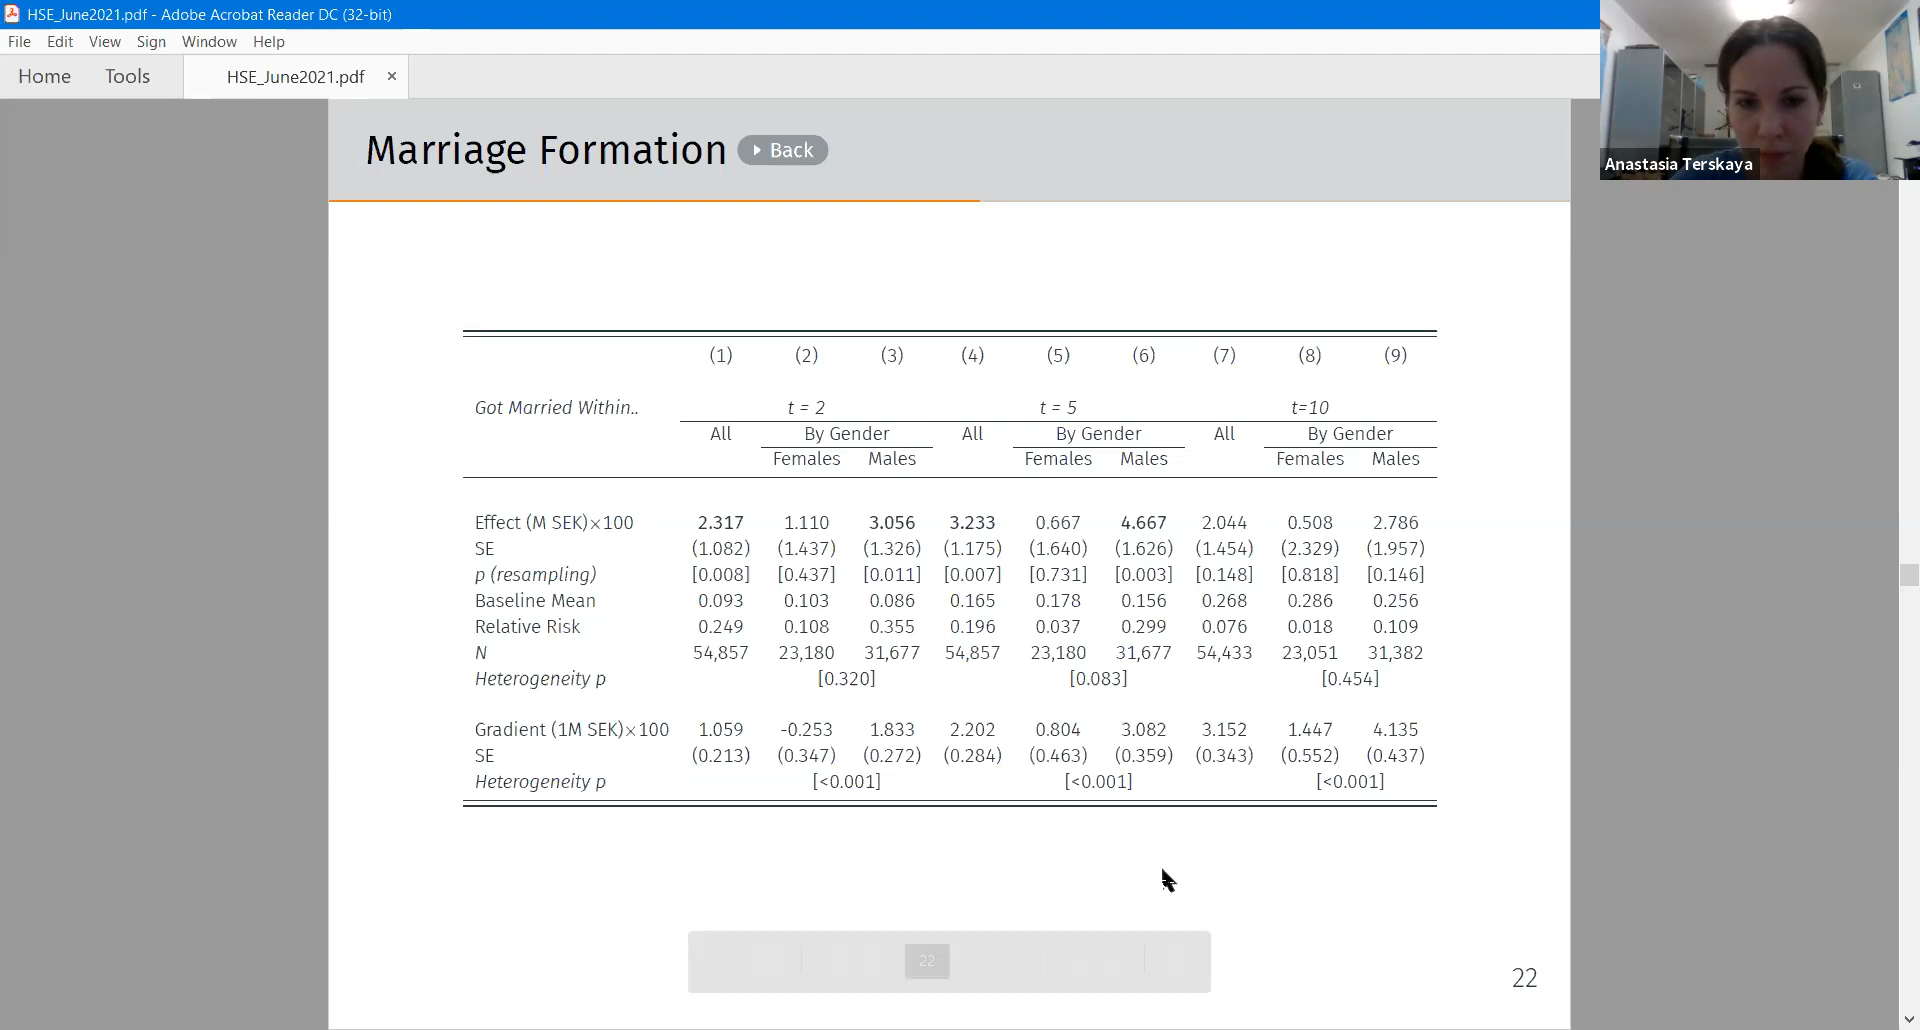 HSE_June2021.pdf - Adobe Acrobat Reader DC (32-bit)
File Edit View Sign Window Help
Home Tools HSE_June2021.pdf ×
Anastasia Terskaya
Marriage Formation Back
(1) (2) (3) (4) (5) (6) (7) (8) (9)
Got Married Within.. t = 2 t = 5 t=10
All By Gender All By Gender All By Gender
Females Males Females Males Females Males
Effect (M SEK)×100 2.317 1.110 3.056 3.233 0.667 4.667 2.044 0.508 2.786
SE (1.082) (1.437) (1.326) (1.175) (1.640) (1.626) (1.454) (2.329) (1.957)
p (resampling) [0.008] [0.437] [0.011] [0.007] [0.731] [0.003] [0.148] [0.818] [0.146]
Baseline Mean 0.093 0.103 0.086 0.165 0.178 0.156 0.268 0.286 0.256
Relative Risk 0.249 0.108 0.355 0.196 0.037 0.299 0.076 0.018 0.109
N 54,857 23,180 31,677 54,857 23,180 31,677 54,433 23,051 31,382
Heterogeneity p [0.320] [0.083] [0.454]
Gradient (1M SEK)×100 1.059 -0.253 1.833 2.202 0.804 3.082 3.152 1.447 4.135
SE (0.213) (0.347) (0.272) (0.284) (0.463) (0.359) (0.343) (0.552) (0.437)
Heterogeneity p [<0.001] [<0.001] [<0.001]
22
22